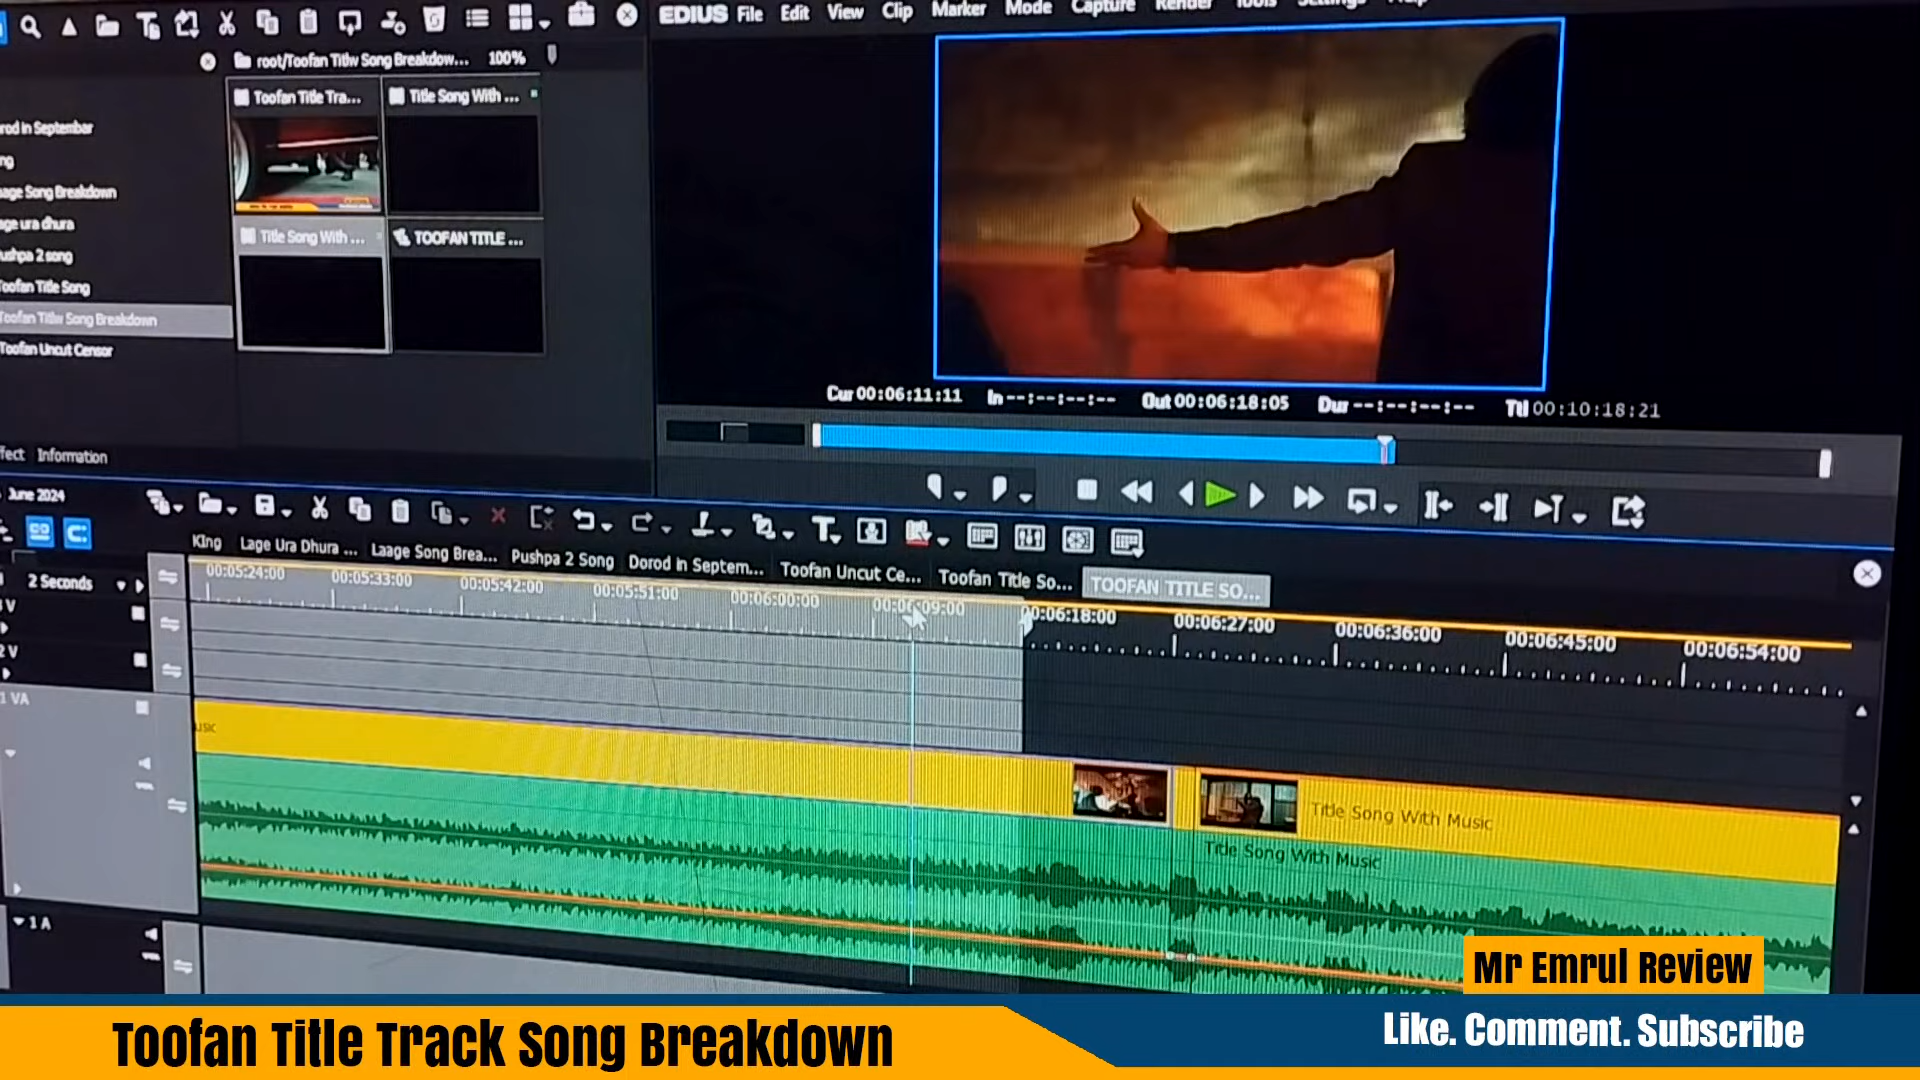 EDIUS File Edit View Clip Marker Mode Capture Render Tools Settings Help
root/Toofan Titlw Song Breakdow... 100%
Toofan Title Tra...
Title Song With ...
Title Song With ...
TOOFAN TITLE ...
rod in Septembar
ng
aage Song Breakdown
age ura dhura
ushpa 2 song
Toofan Title Song
Toofan Titlw Song Breakdown
Toofan Uncut Censor
Cur 00:06:11:11 In --:--:--:-- Out 00:06:18:05 Dur --:--:--:-- Ttl 00:10:18:21
ffect Information
June 2024
King Lage Ura Dhura ... Laage Song Brea... Pushpa 2 Song Dorod in Septem... Toofan Uncut Ce... Toofan Title So... TOOFAN TITLE SO...
2 Seconds
00:05:24:00 00:05:33:00 00:05:42:00 00:05:51:00 00:06:00:00 00:06:09:00 00:06:18:00 00:06:27:00 00:06:36:00 00:06:45:00 00:06:54:00
V
2 V
1 VA
usic
Title Song With Music
Title Song With Music
1 A
Mr Emrul Review
Toofan Title Track Song Breakdown
Like. Comment. Subscribe